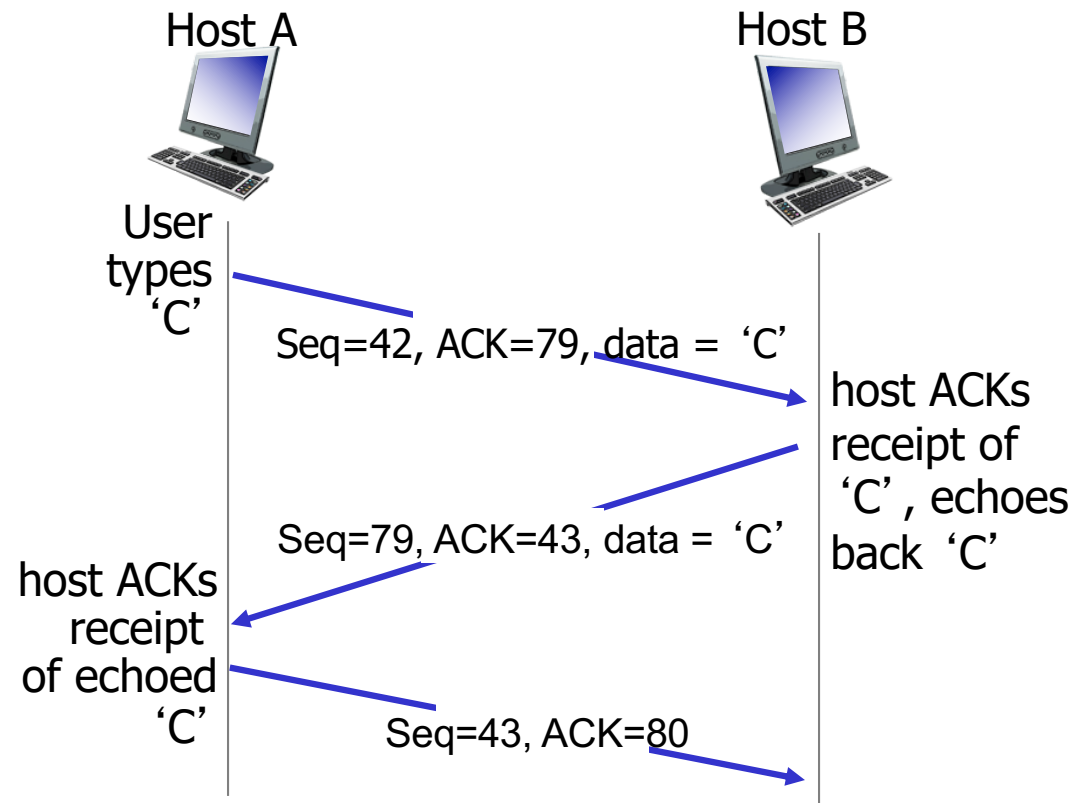 Host A
Host B
User
types
‘C’
Seq=42, ACK=79, data = ‘C’
host ACKs
receipt of
‘C’, echoes
back ‘C’
Seq=79, ACK=43, data = ‘C’
host ACKs
receipt
of echoed
‘C’
Seq=43, ACK=80